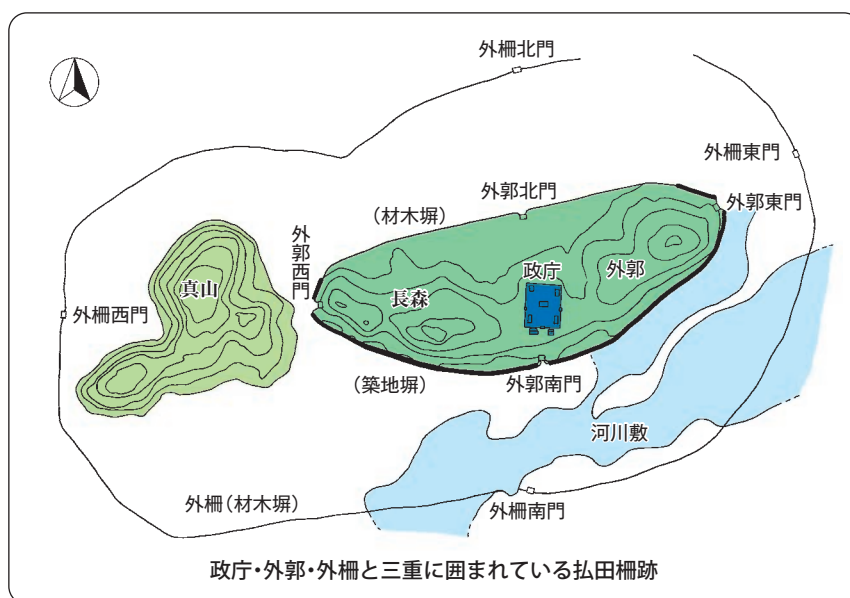 外柵北門
外柵東門
外郭北門
外郭東門
（材木塀）
外郭西門
政庁
外郭
真山
長森
外柵西門
（築地塀）
外郭南門
河川敷
外柵（材木塀）
外柵南門
政庁・外郭・外柵と三重に囲まれている払田柵跡